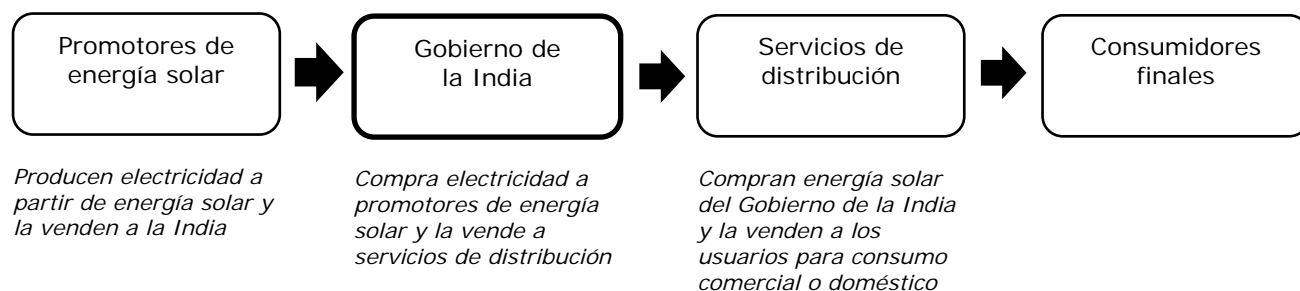 Promotores de
energía solar
Gobierno de
la India
Servicios de
distribución
Consumidores
finales
Producen electricidad a
partir de energía solar y
la venden a la India
Compra electricidad a
promotores de energía
solar y la vende a
servicios de distribución
Compran energía solar
del Gobierno de la India
y la venden a los
usuarios para consumo
comercial o doméstico